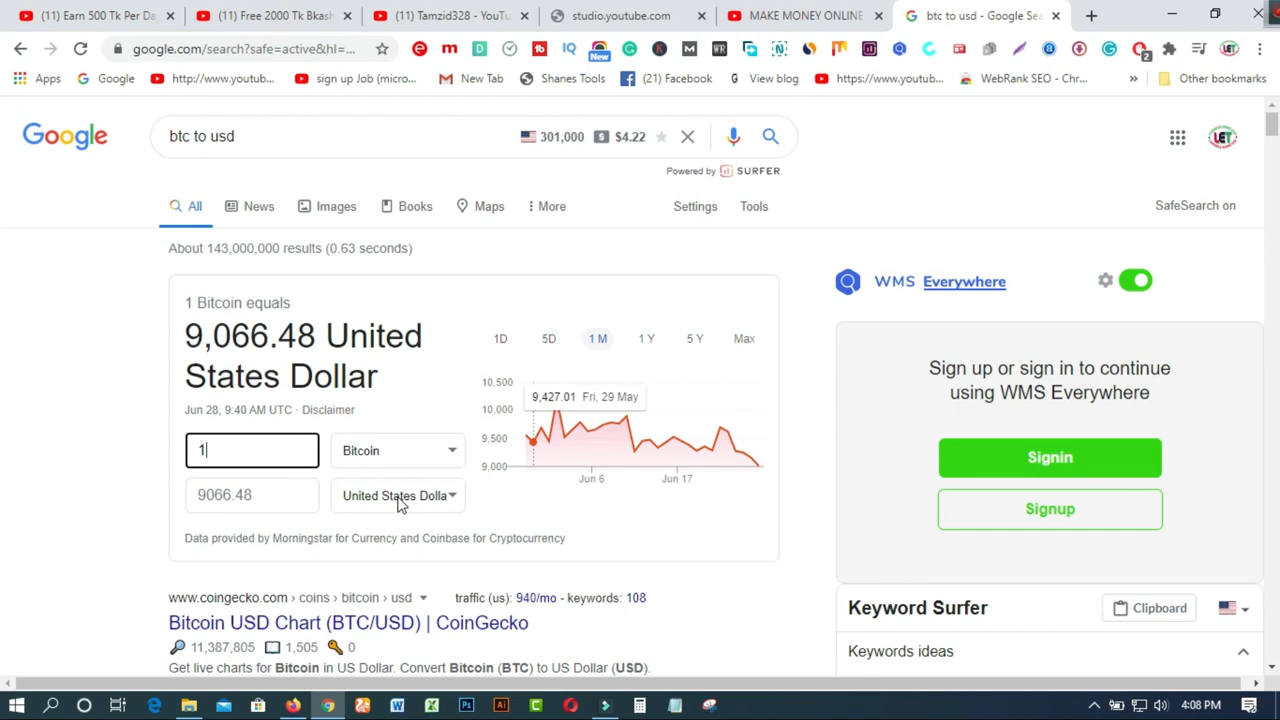 (11) Earn 500 Tk Per Da
(11) Free 2000 Tk Bkash
(11) Tamzid328 - YouTu
studio.youtube.com
MAKE MONEY ONLINE
btc to usd - Google Sea
google.com/search?safe=active&hl=...
New
2
Apps
Google
http://www.youtub...
sign up Job (micro...
New Tab
Shanes Tools
(21) Facebook
View blog
https://www.youtu...
WebRank SEO - Chr...
Other bookmarks
Google
btc to usd
301,000
$4.22
Powered by SURFER
All
News
Images
Books
Maps
More
Settings
Tools
SafeSearch on
About 143,000,000 results (0.63 seconds)
WMS Everywhere
1 Bitcoin equals
9,066.48 United
States Dollar
Jun 28, 9:40 AM UTC · Disclaimer
1 Bitcoin
9066.48 United States Dolla
1D 5D 1M 1Y 5Y Max
10,500
10,000
9,500
9,000
9,427.01 Fri, 29 May
Jun 6 Jun 17
Data provided by Morningstar for Currency and Coinbase for Cryptocurrency
Sign up or sign in to continue
using WMS Everywhere
Signin
Signup
www.coingecko.com › coins › bitcoin › usd traffic (us): 940/mo - keywords: 108
Bitcoin USD Chart (BTC/USD) | CoinGecko
11,387,805 1,505 0
Get live charts for Bitcoin in US Dollar. Convert Bitcoin (BTC) to US Dollar (USD).
Keyword Surfer
Clipboard
Keywords ideas
4:08 PM